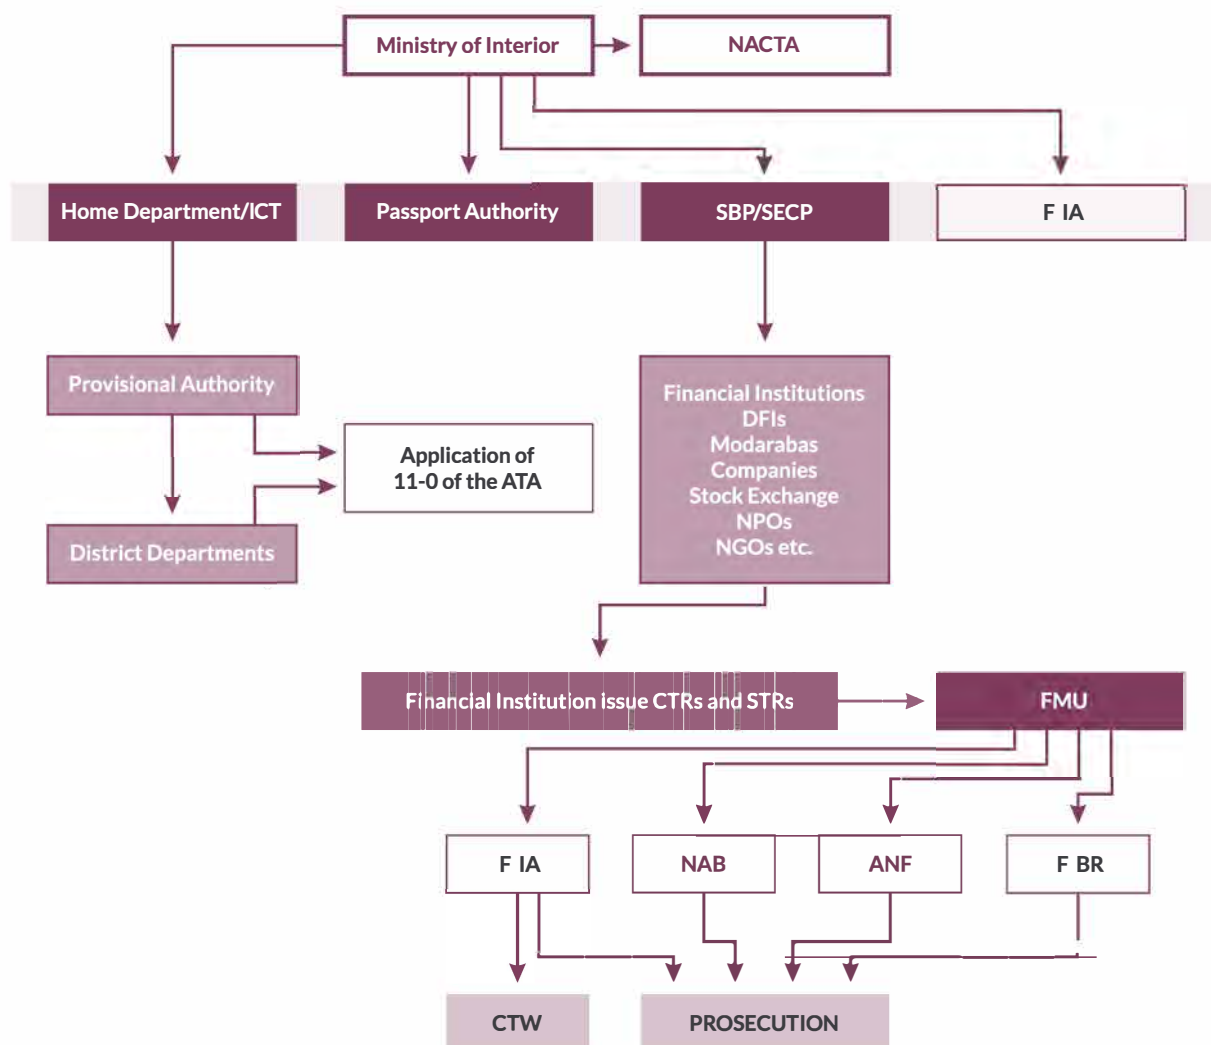 Ministry of Interior
NACTA
Home Department/ICT
Passport Authority
SBP/SECP
F IA
Provisional Authority
Financial Institutions
DFIs
Modarabas
Companies
Stock Exchange
NPOs
NGOs etc.
Application of
11-0 of the ATA
District Departments
Financial Institution issue CTRs and STRs
FMU
F IA
NAB
ANF
F BR
CTW
PROSECUTION